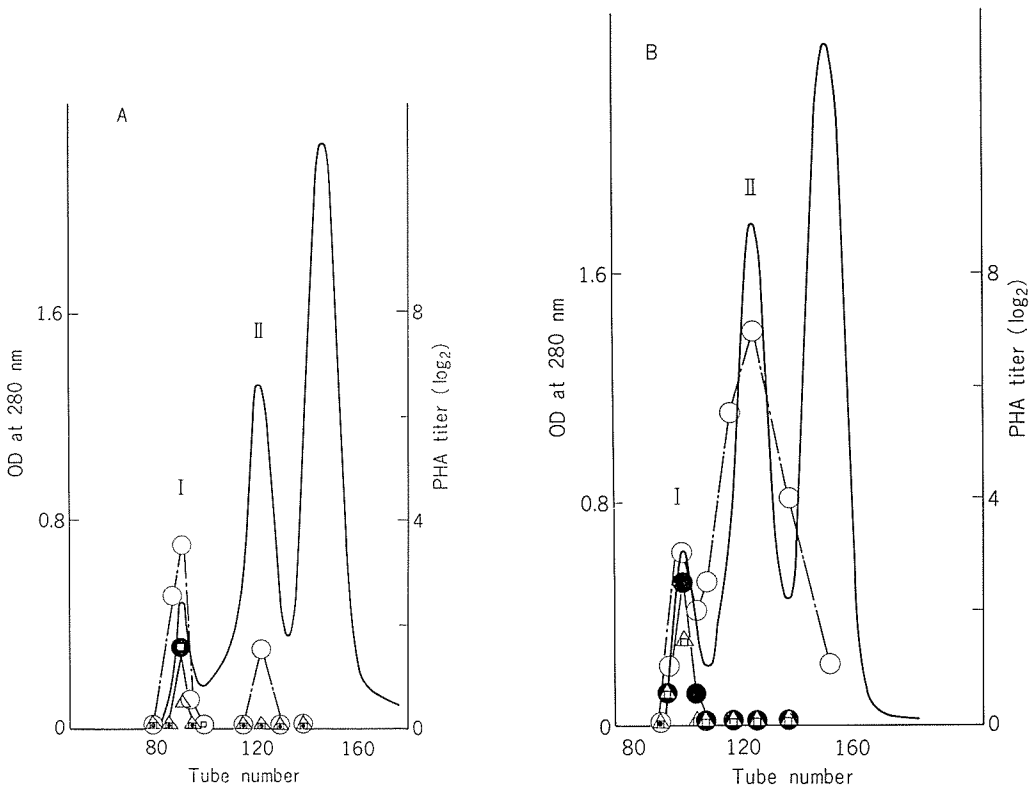 A
I
II
1.6
0.8
0
8
4
0
80
120
160
OD at 280 nm
PHA titer (log2)
Tube number
B
I
II
1.6
0.8
0
8
4
0
80
120
160
OD at 280 nm
PHA titer (log2)
Tube number